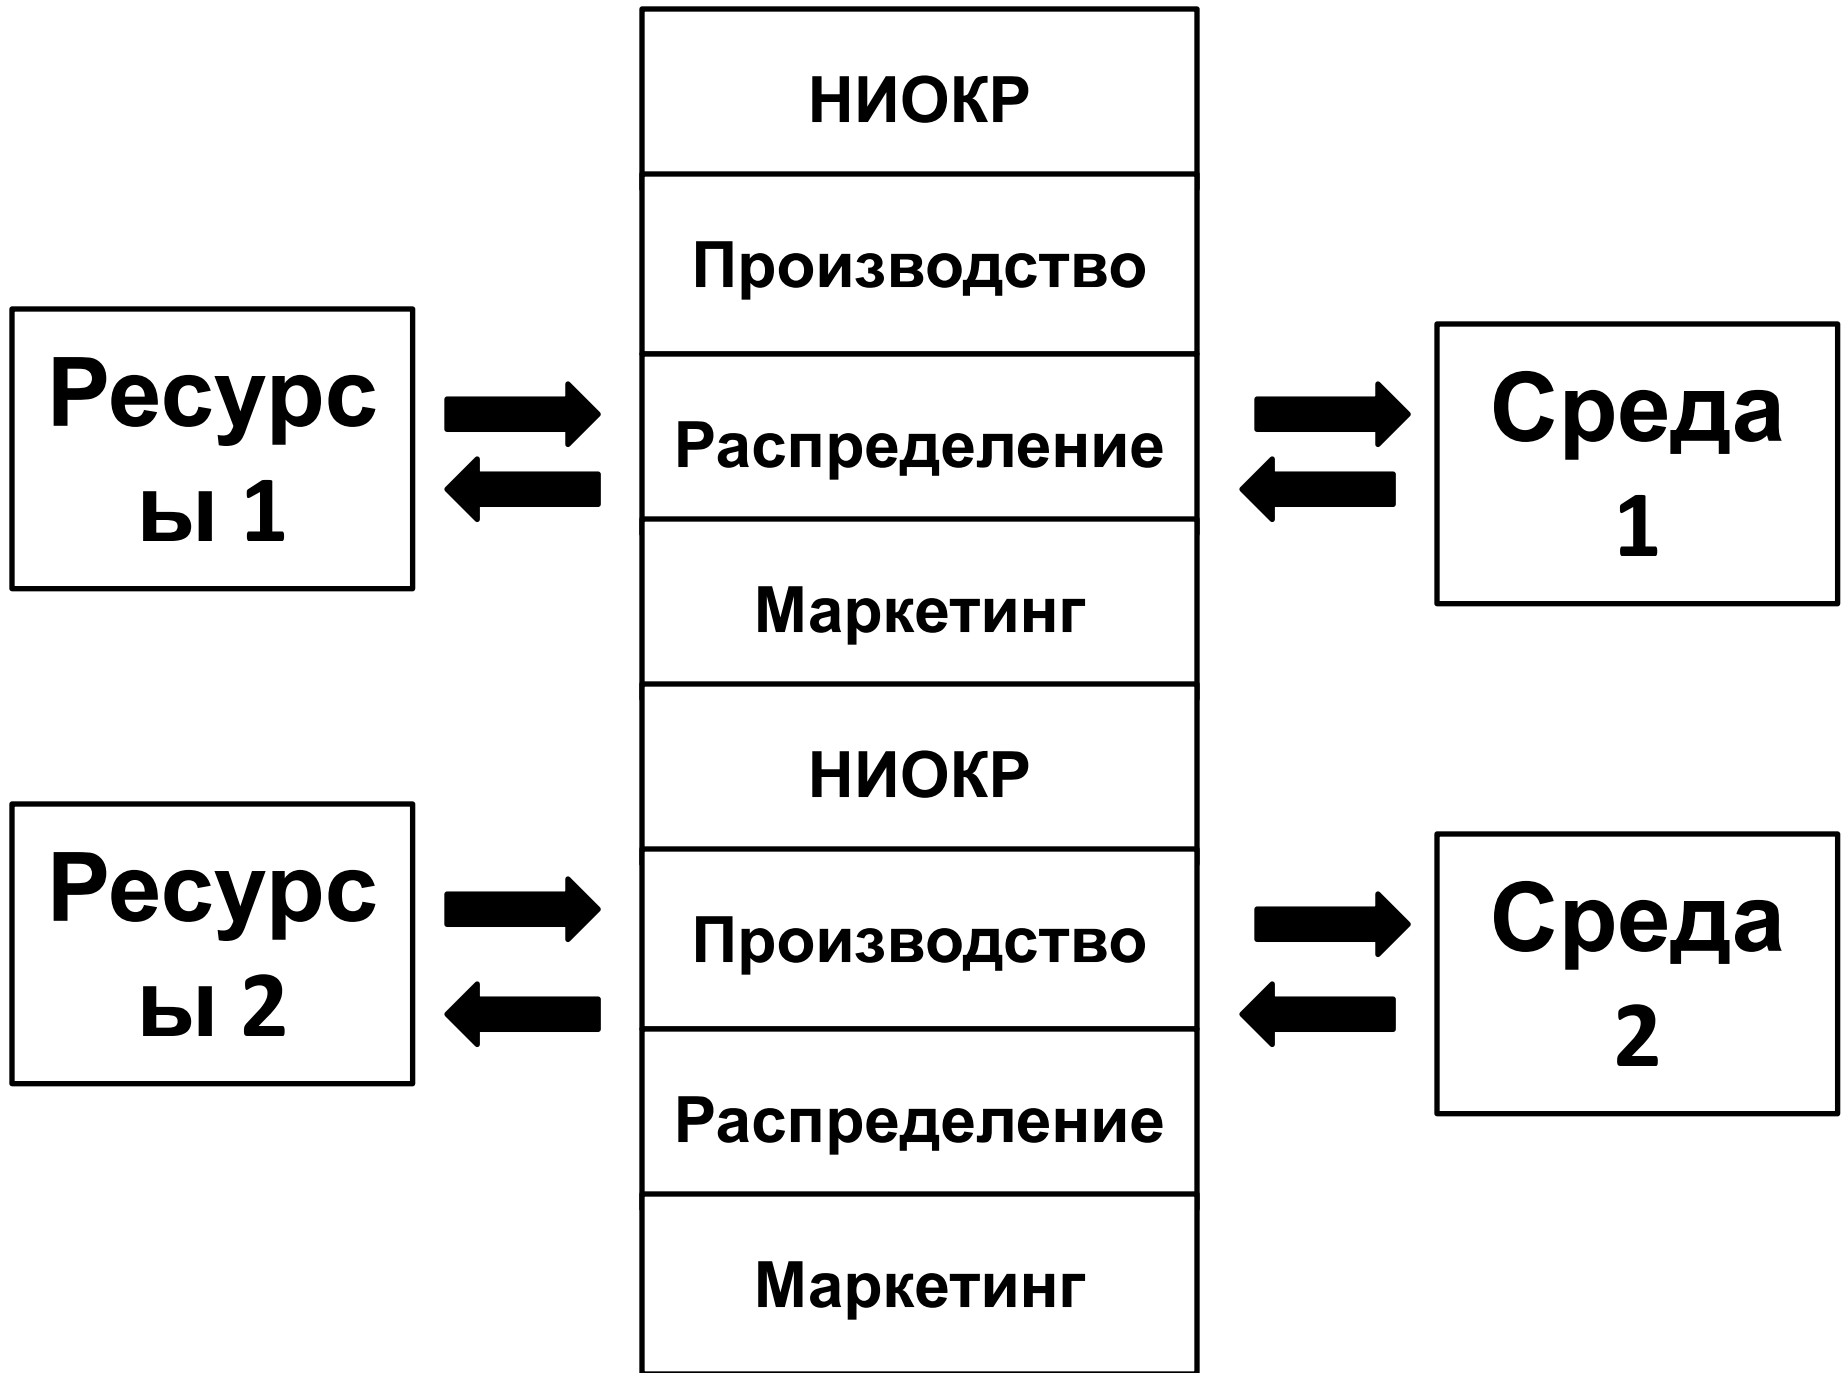 НИОКР
Производство
Распределение
Маркетинг
НИОКР
Производство
Распределение
Маркетинг
Ресурс
ы 1
Ресурс
ы 2
Среда
1
Среда
2